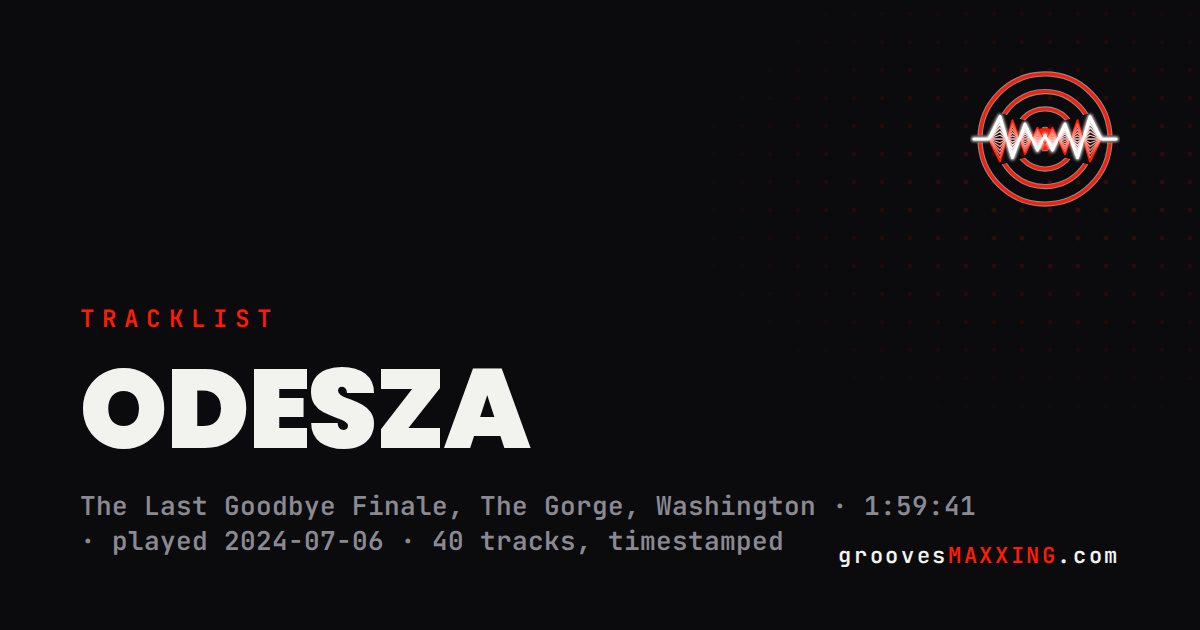 TRACKLIST
ODESZA
The Last Goodbye Finale, The Gorge, Washington · 1:59:41
· played 2024-07-06 · 40 tracks, timestamped
groovesMAXXING.com